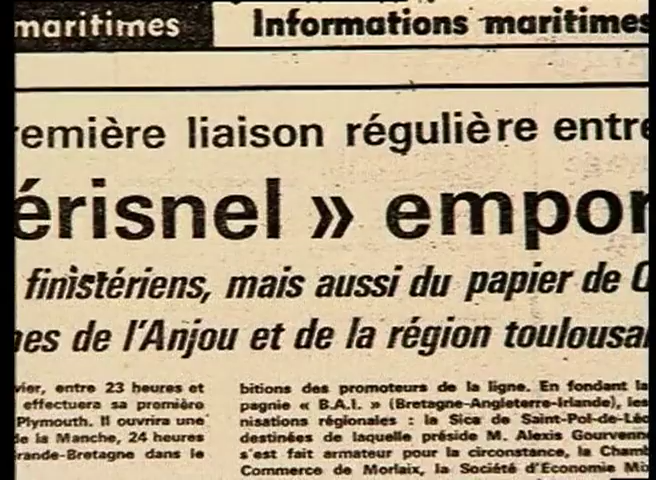 maritimes Informations maritimes
remière liaison régulière entre
érisnel » empor
finistériens, mais aussi du papier de
nes de l'Anjou et de la région toulousa
vier, entre 23 heures et
effectuera sa première
Plymouth. Il ouvrira une
de la Manche, 24 heures
rande-Bretagne dans le
bitions des promoteurs de la ligne. En fondant la
pagnie « B.A.I. » (Bretagne-Angleterre-Irlande), les
nisations régionales : la Sica de Saint-Pol-de-Léo
destinées de laquelle préside M. Alexis Gourvenn
s'est fait armateur pour la circonstance, la Chamb
Commerce de Morlaix, la Société d'Economie Mi